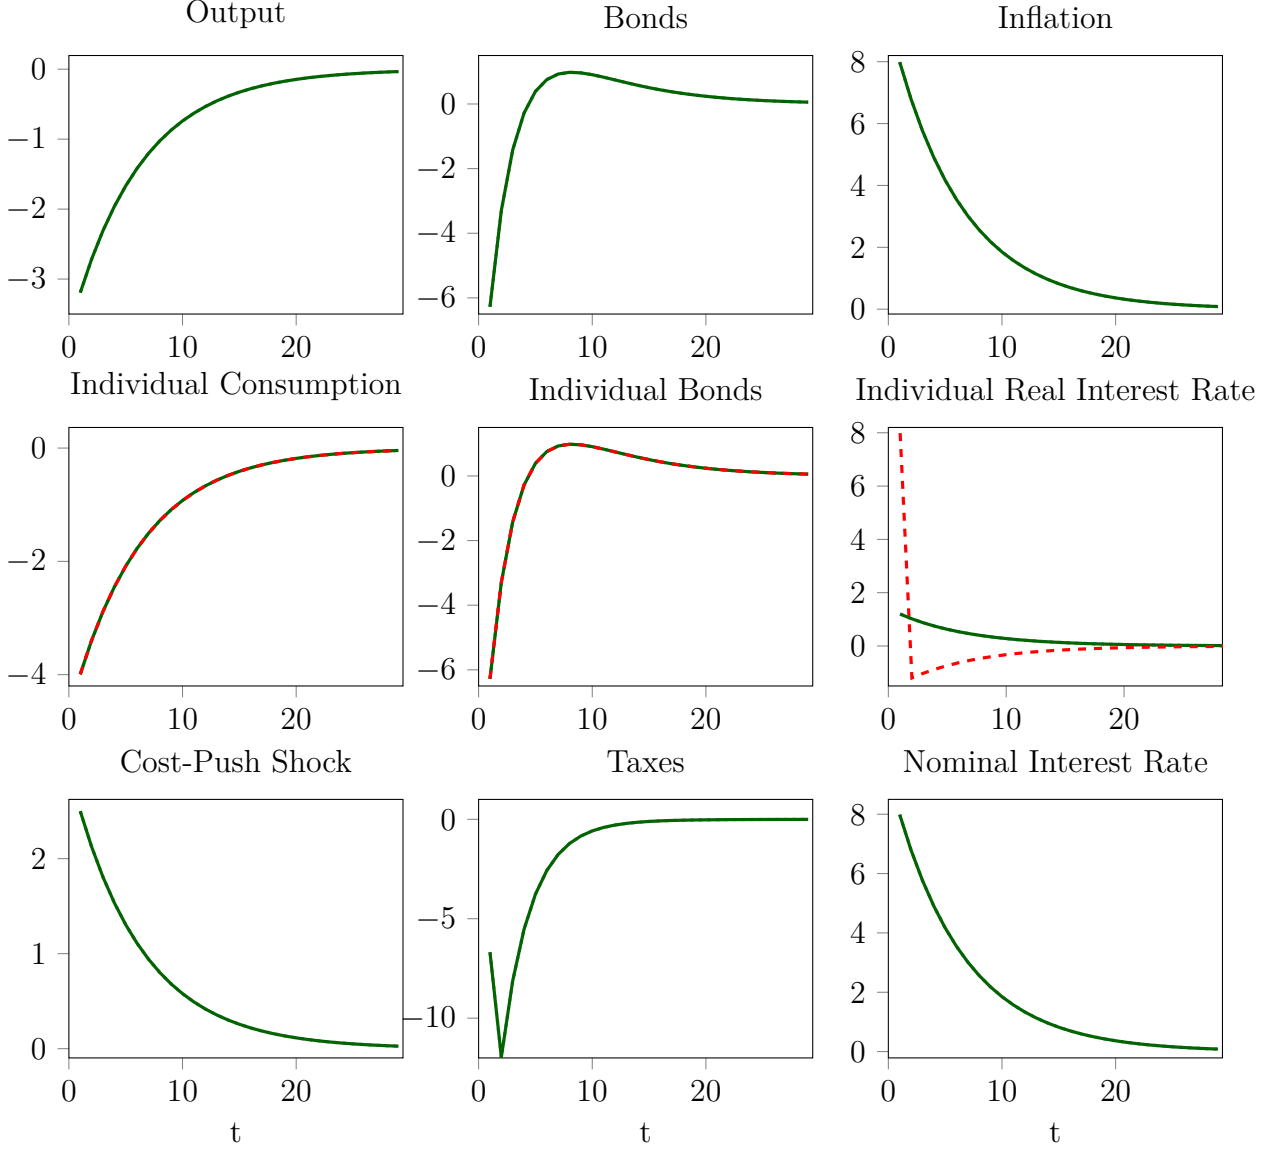 Output
Bonds
Inflation
0
−1
−2
−3
0 10 20
0
−2
−4
−6
0 10 20
8
6
4
2
0
0 10 20
Individual Consumption
Individual Bonds
Individual Real Interest Rate
0
−2
−4
0 10 20
0
−2
−4
−6
0 10 20
8
6
4
2
0
0 10 20
Cost-Push Shock
Taxes
Nominal Interest Rate
2
1
0
0 10 20
t
0
−5
−10
0 10 20
t
8
6
4
2
0
0 10 20
t